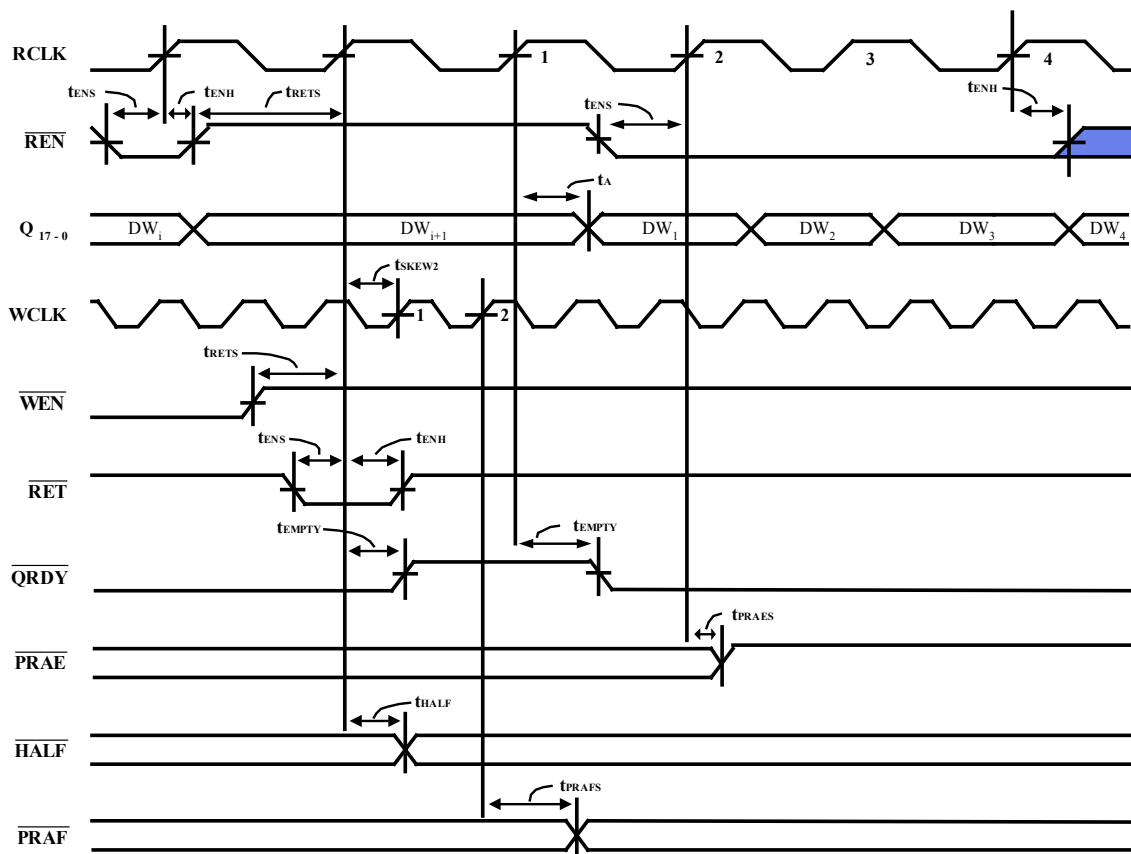 RCLK
1 2 3 4
tENS tENH tRETS tENS tENH
REN
tA
Q 17 - 0 DWi DWi+1 DW1 DW2 DW3 DW4
tSKEW2
WCLK 1 2
tRETS
WEN
tENS tENH
RET
tEMPTY tEMPTY
QRDY
tPRAES
PRAE
tHALF
HALF
tPRAFS
PRAF